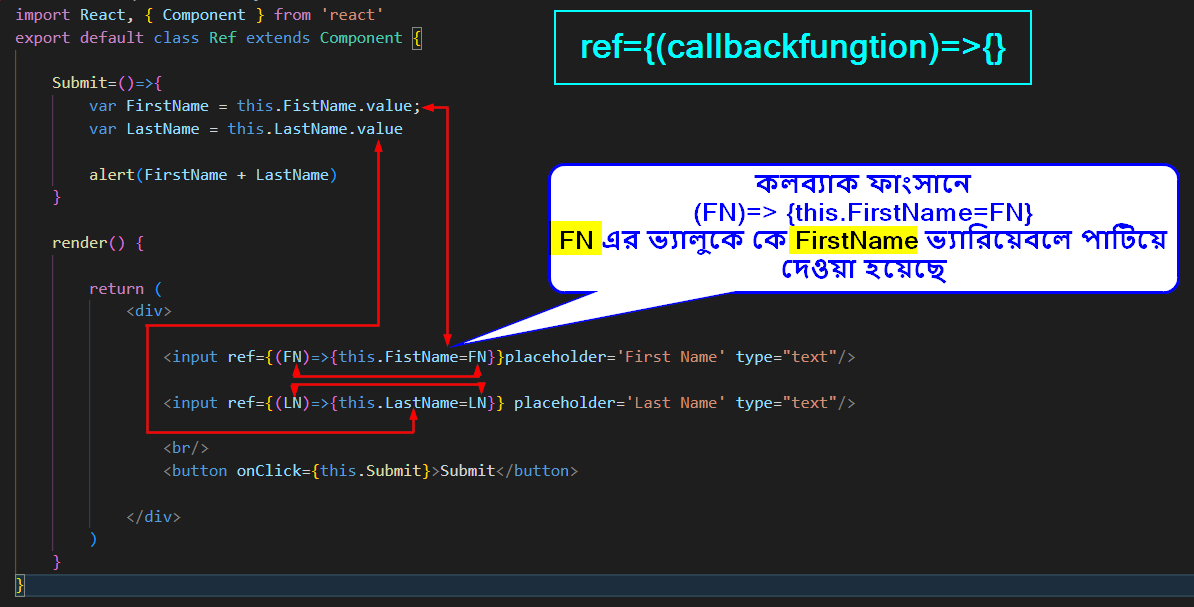 import React, { Component } from 'react'
export default class Ref extends Component {
ref={(callbackfungtion)=>{}
Submit=()=>{
var FirstName = this.FistName.value;
var LastName = this.LastName.value
alert(FirstName + LastName)
}
কলব্যাক ফাংসানে
(FN)=> {this.FirstName=FN}
FN এর ভ্যালুকে কে FirstName ভ্যারিয়েবলে পাটিয়ে
দেওয়া হয়েছে
render() {
return (
<div>
<input ref={(FN)=>{this.FistName=FN}}placeholder='First Name' type="text"/>
<input ref={(LN)=>{this.LastName=LN}} placeholder='Last Name' type="text"/>
<br/>
<button onClick={this.Submit}>Submit</button>
</div>
)
}
}